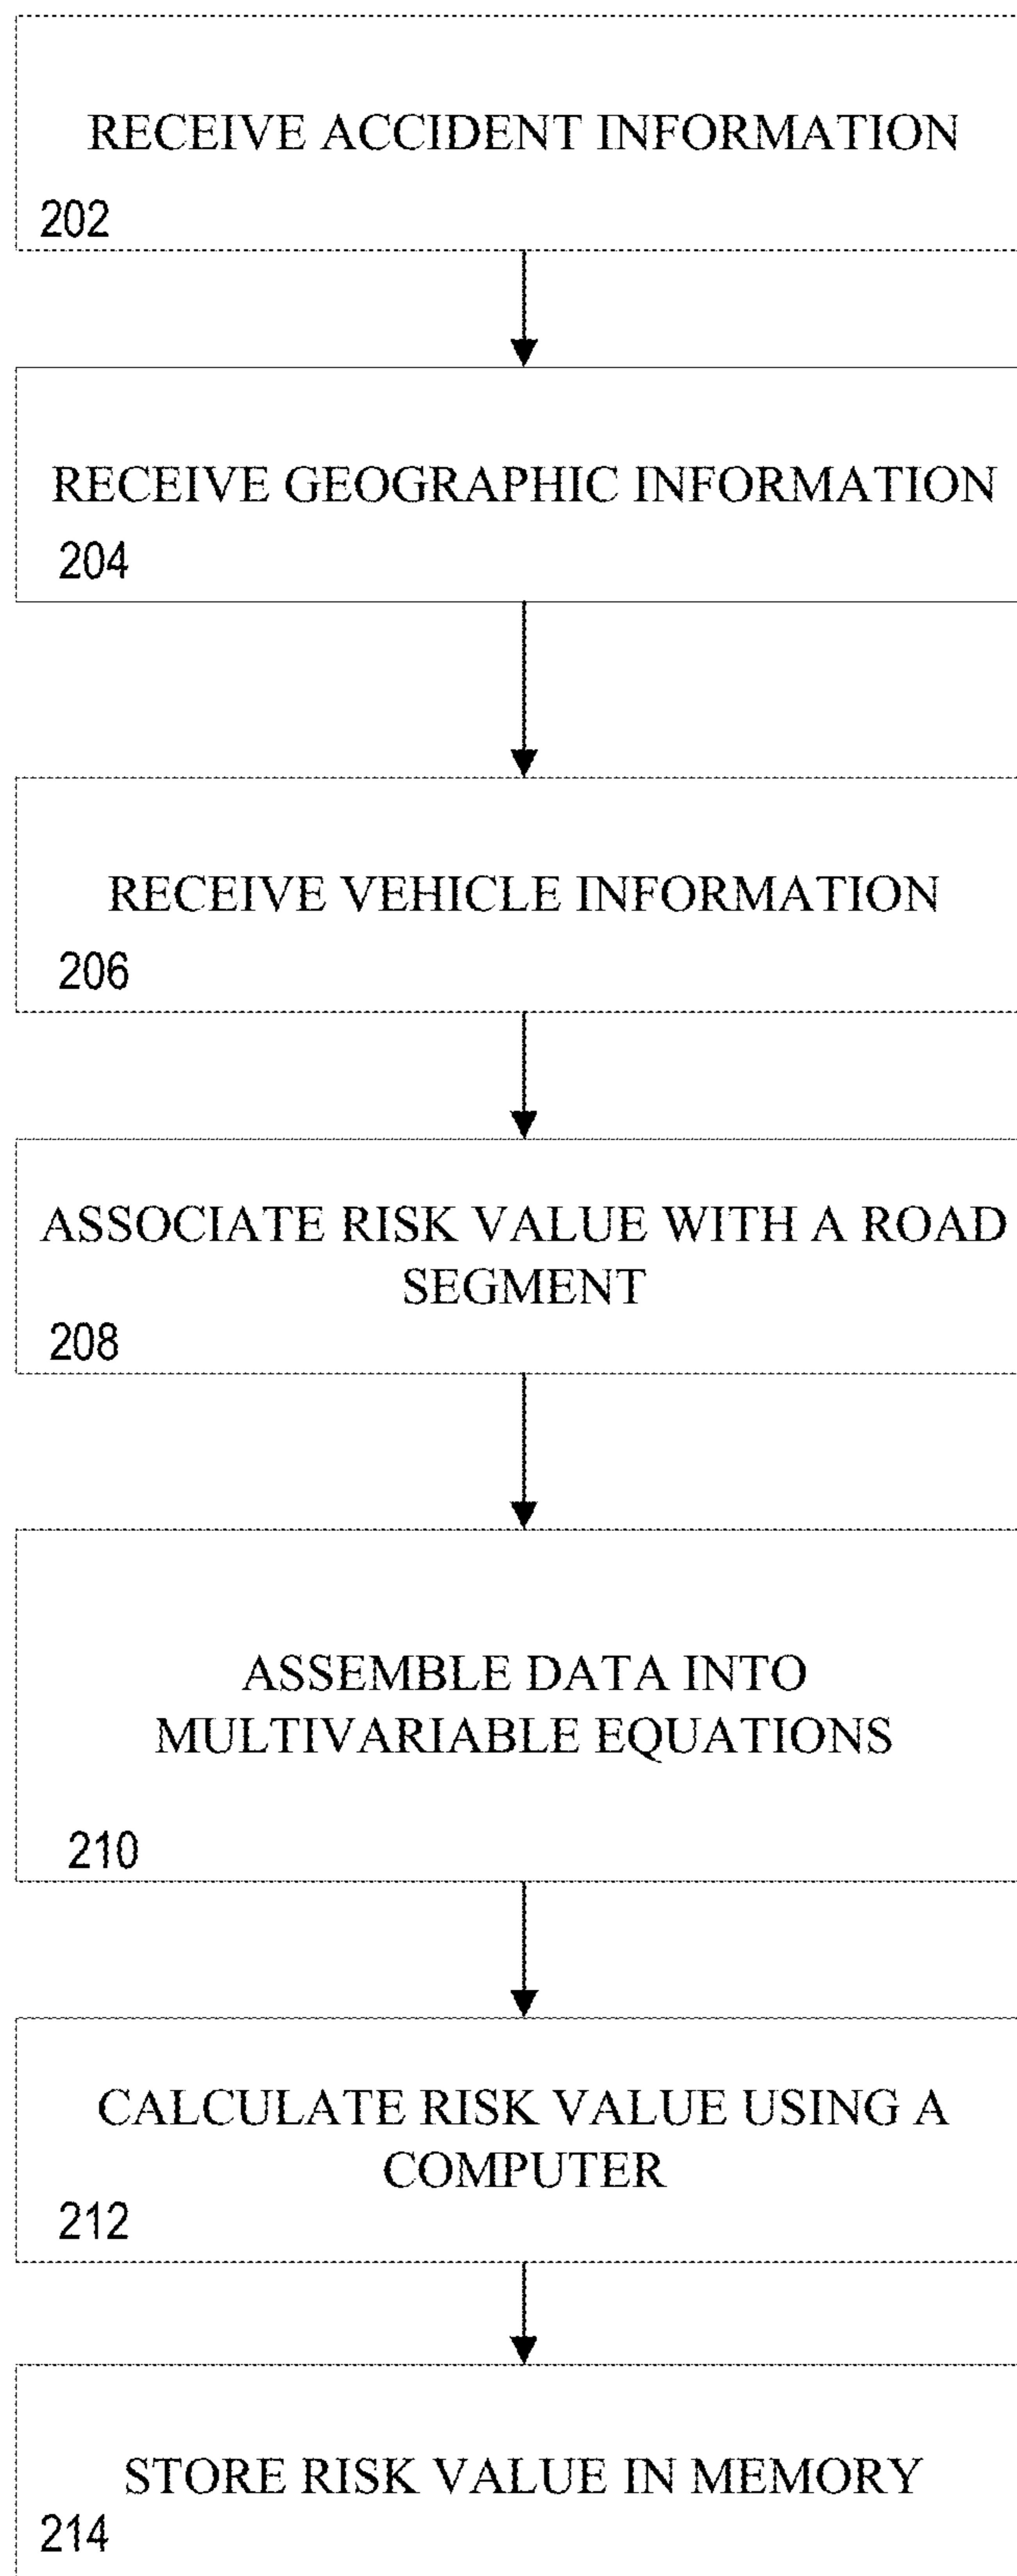 RECEIVE ACCIDENT INFORMATION
202
RECEIVE GEOGRAPHIC INFORMATION
204
RECEIVE VEHICLE INFORMATION
206
ASSOCIATE RISK VALUE WITH A ROAD
SEGMENT
208
ASSEMBLE DATA INTO
MULTIVARIABLE EQUATIONS
210
CALCULATE RISK VALUE USING A
COMPUTER
212
STORE RISK VALUE IN MEMORY
214